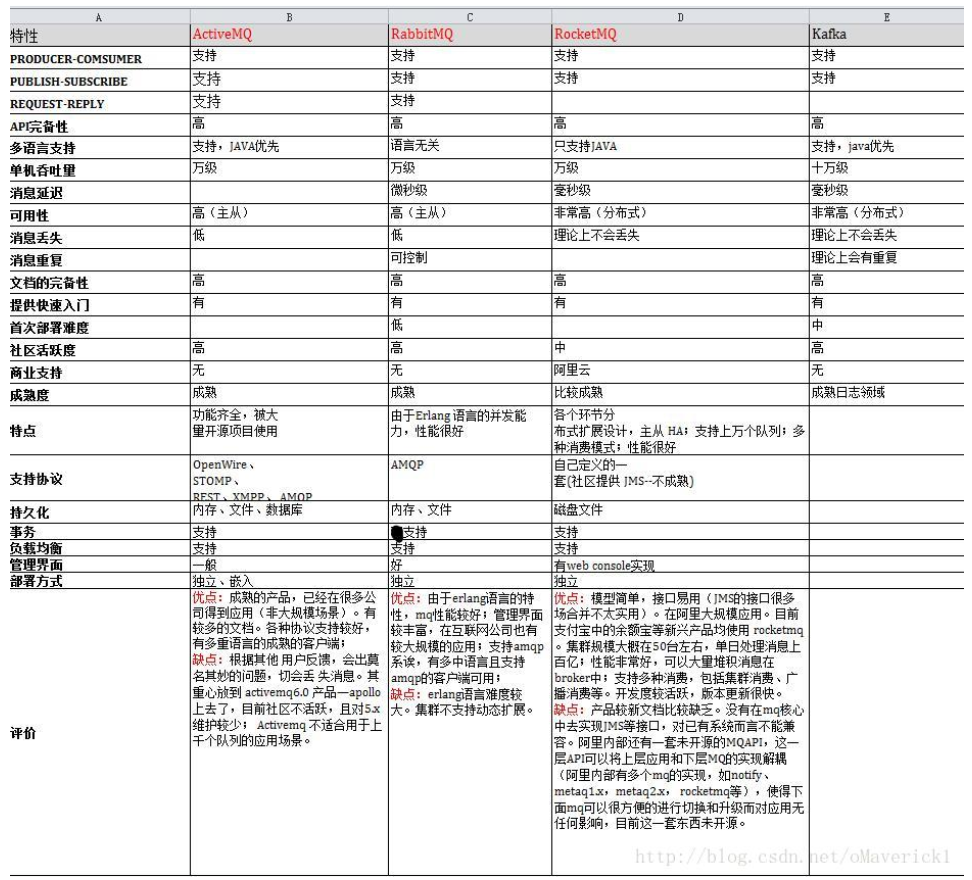 A B C D E
特性 ActiveMQ RabbitMQ RocketMQ Kafka
PRODUCER-COMSUMER 支持 支持 支持 支持
PUBLISH-SUBSCRIBE 支持 支持 支持 支持
REQUEST-REPLY 支持 支持
API完备性 高 高 高 高
多语言支持 支持，JAVA优先 语言无关 只支持JAVA 支持，java优先
单机吞吐量 万级 万级 万级 十万级
消息延迟 微秒级 毫秒级 毫秒级
可用性 高（主从） 高（主从） 非常高（分布式） 非常高（分布式）
消息丢失 低 低 理论上不会丢失 理论上不会丢失
消息重复 可控制 理论上会有重复
文档的完备性 高 高 高 高
提供快速入门 有 有 有 有
首次部署难度 低 中
社区活跃度 高 高 中 高
商业支持 无 无 阿里云 无
成熟度 成熟 成熟 比较成熟 成熟日志领域
特点
功能齐全，被大
量开源项目使用
由于Erlang 语言的并发能
力，性能很好
各个环节分
布式扩展设计，主从 HA；支持上万个队列；多
种消费模式；性能很好
支持协议
OpenWire、
STOMP、
REST、XMPP、AMQP
AMQP
自己定义的一
套(社区提供 JMS--不成熟)
持久化 内存、文件、数据库 内存、文件 磁盘文件
事务 支持 支持 支持
负载均衡 支持 支持 支持
管理界面 一般 好 有web console实现
部署方式 独立、嵌入 独立 独立
评价
优点：成熟的产品，已经在很多公
司得到应用（非大规模场景）。有
较多的文档。各种协议支持较好，
有多重语言的成熟的客户端；
缺点：根据其他用户反馈，会出莫
名其妙的问题，切会丢 失消息。其
重心放到 activemq6.0 产品—apollo
上去了，目前社区不活跃，且对5.x
维护较少； Activemq 不适合用于上
千个队列的应用场景。
优点：由于erlang语言的特
性，mq性能较好；管理界面
较丰富，在互联网公司也有
较大规模的应用；支持amqp
系诶，有多中语言且支持
amqp的客户端可用；
缺点：erlang语言难度较
大。集群不支持动态扩展。
优点：模型简单，接口易用（JMS的接口很多
场合并不太实用）。在阿里大规模应用。目前
支付宝中的余额宝等新兴产品均使用 rocketmq
。集群规模大概在50台左右，单日处理消息上
百亿；性能非常好，可以大量堆积消息在
broker中；支持多种消费，包括集群消费、广
播消费等。开发度较活跃，版本更新很快。
缺点：产品较新文档比较缺乏。没有在mq核心
中去实现JMS等接口，对已有系统而言不能兼
容。阿里内部还有一套未开源的MQAPI，这一
层API可以将上层应用和下层MQ的实现解耦
（阿里内部有多个mq的实现，如notify、
metaq1.x，metaq2.x， rocketmq等），使得下
面mq可以很方便的进行切换和升级而对应用无
任何影响，目前这一套东西未开源。
http://blog.csdn.net/oMaverick1